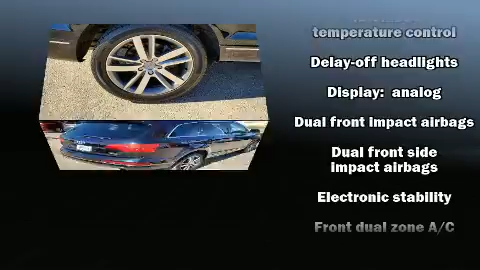 temperature control
Delay-off headlights
Display: analog
Dual front impact airbags
Dual front side
impact airbags
Electronic stability
Front dual zone A/C